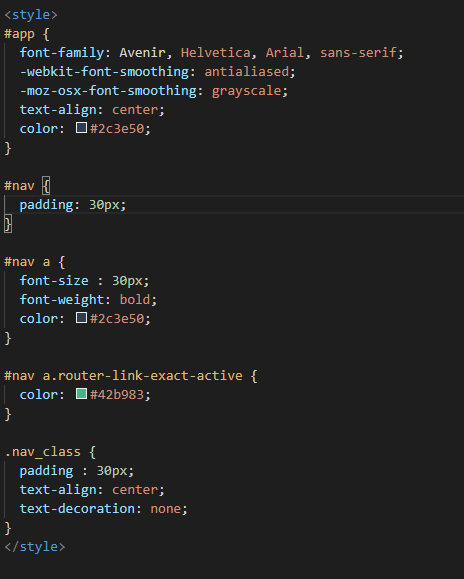 <style>
#app {
  font-family: Avenir, Helvetica, Arial, sans-serif;
  -webkit-font-smoothing: antialiased;
  -moz-osx-font-smoothing: grayscale;
  text-align: center;
  color: #2c3e50;
}

#nav {
  padding: 30px;
}

#nav a {
  font-size : 30px;
  font-weight: bold;
  color: #2c3e50;
}

#nav a.router-link-exact-active {
  color: #42b983;
}

.nav_class {
  padding : 30px;
  text-align: center;
  text-decoration: none;
}
</style>